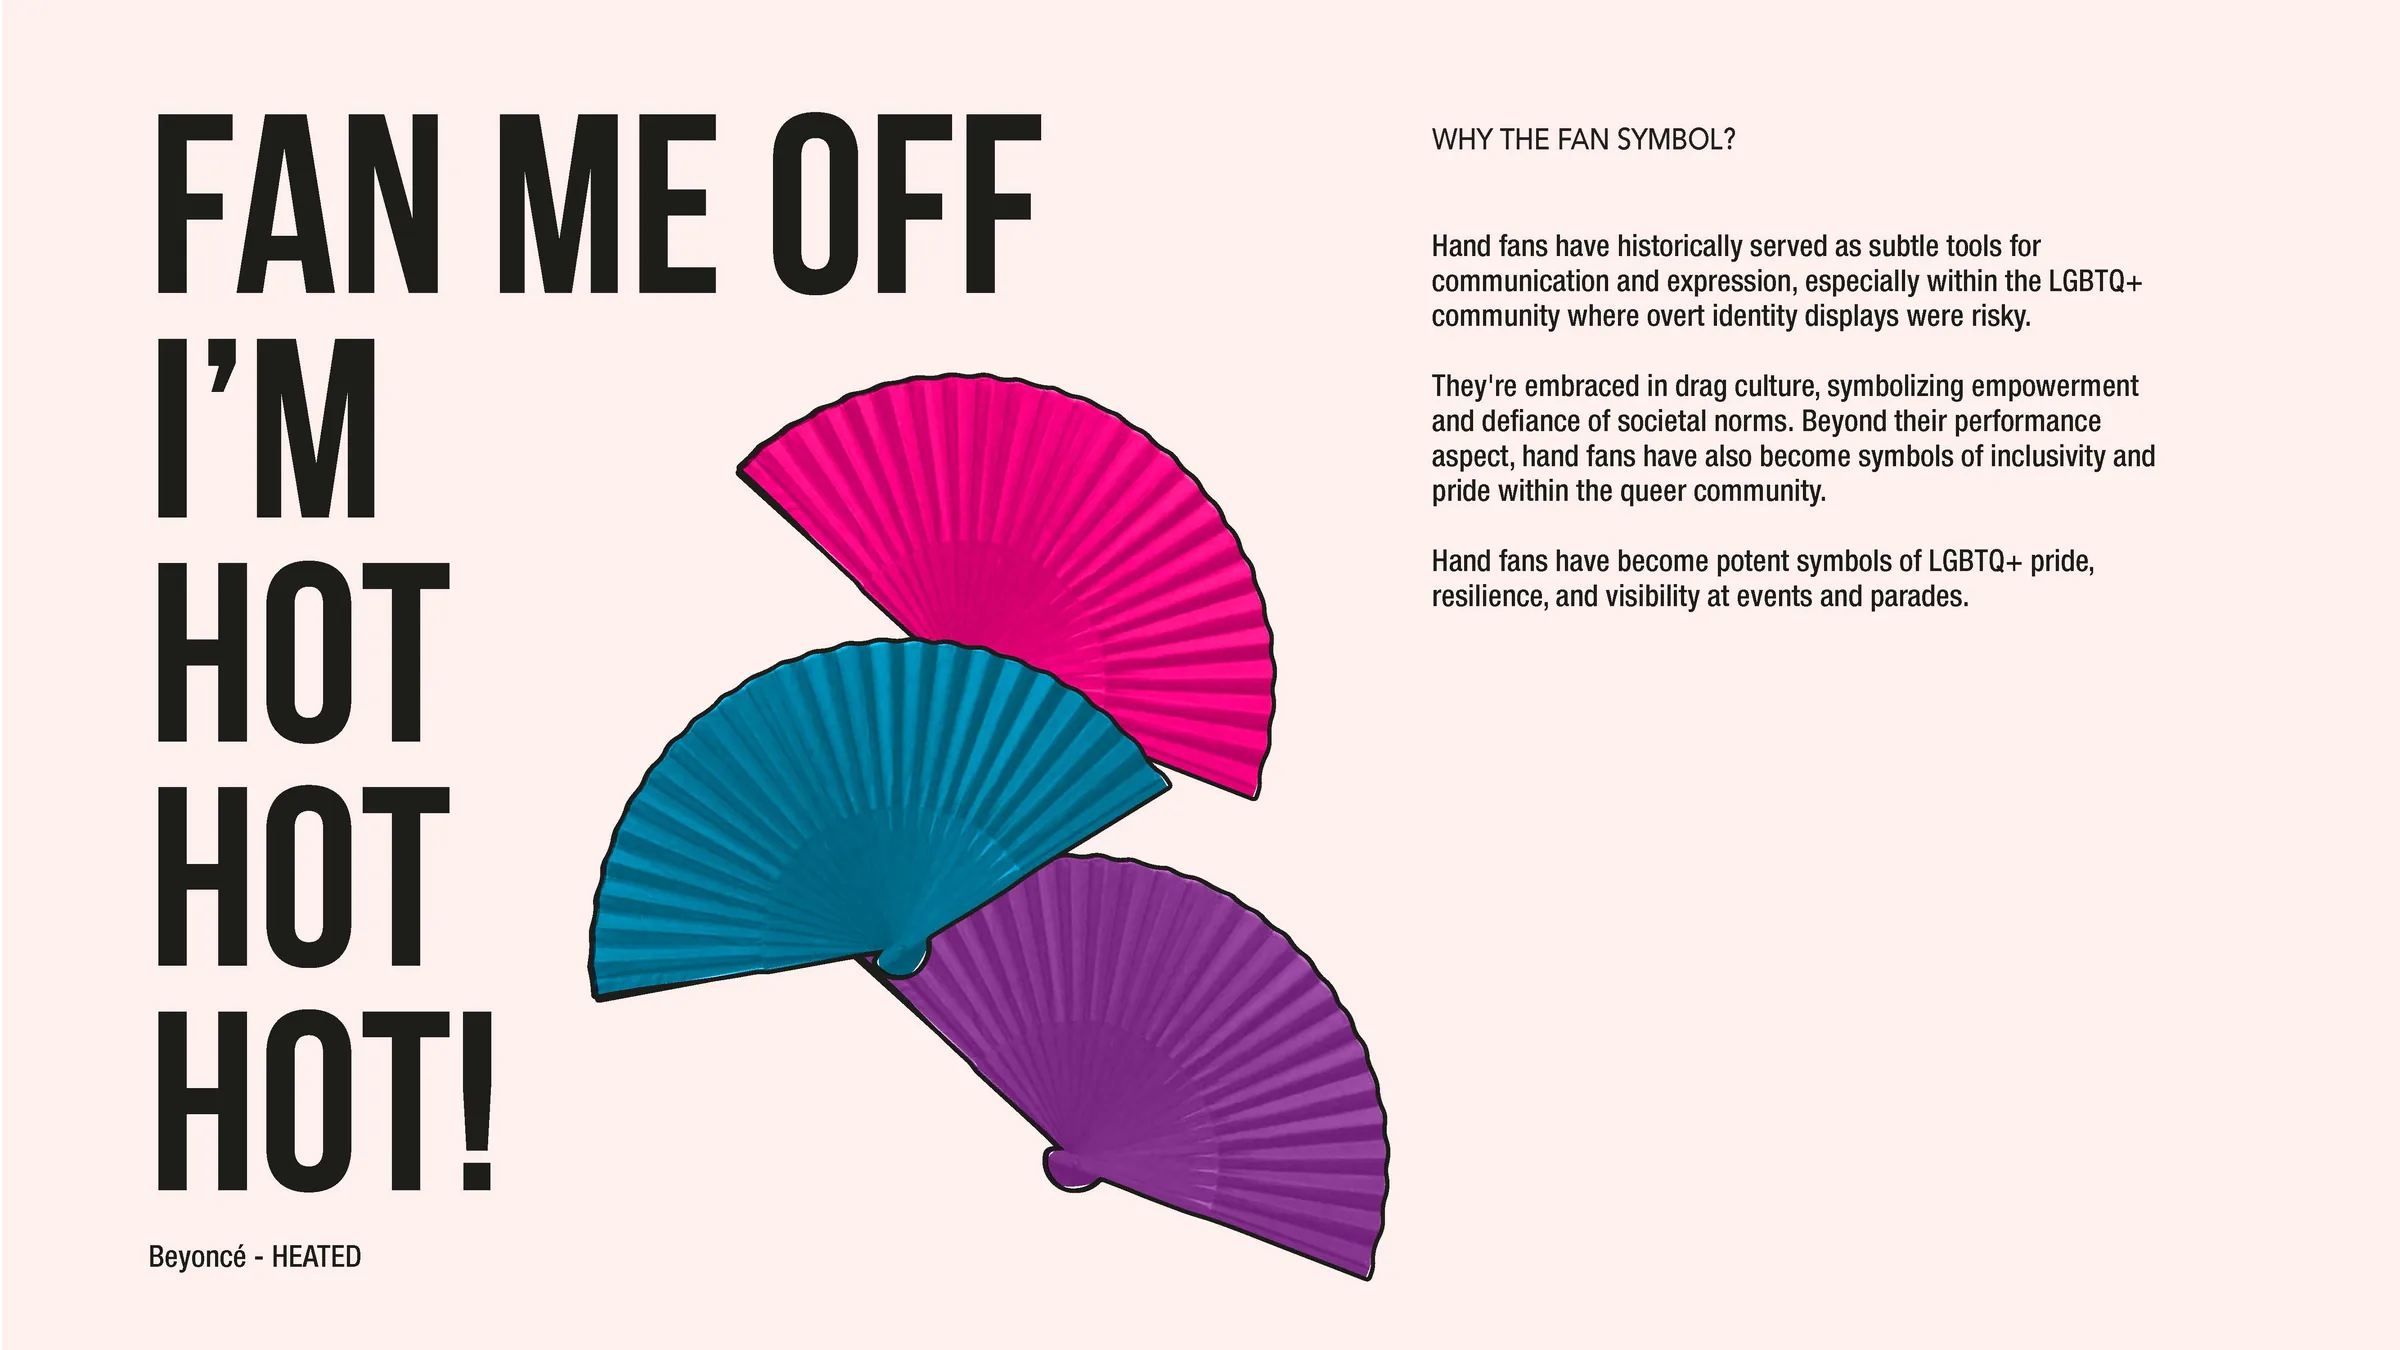 FAN ME OFF
I’M
HOT
HOT
HOT!
Beyoncé - HEATED
WHY THE FAN SYMBOL?
Hand fans have historically served as subtle tools for
communication and expression, especially within the LGBTQ+
community where overt identity displays were risky.
They're embraced in drag culture, symbolizing empowerment
and defiance of societal norms. Beyond their performance
aspect, hand fans have also become symbols of inclusivity and
pride within the queer community.
Hand fans have become potent symbols of LGBTQ+ pride,
resilience, and visibility at events and parades.